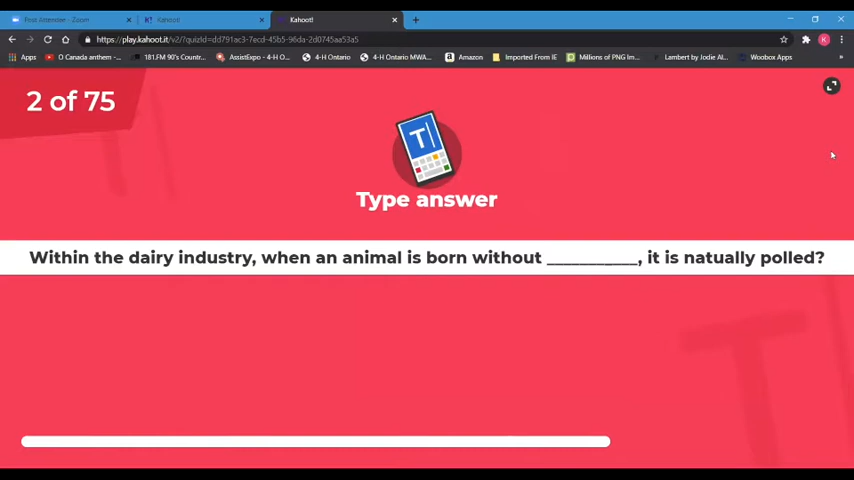 Post Attendee - Zoom
Kahoot!
Kahoot!
https://play.kahoot.it/v2/?quizId=dd791ac3-7ecd-45b5-96da-2d0745aa53a5
K
Apps
O Canada anthem -...
181.FM 90's Countr...
AssistExpo - 4-H O...
4-H Ontario
4-H Ontario MWA...
Amazon
Imported From IE
Millions of PNG Im...
Lambert by Jodie Al...
Woobox Apps
»
2 of 75
T|
Type answer
Within the dairy industry, when an animal is born without ___________, it is natually polled?